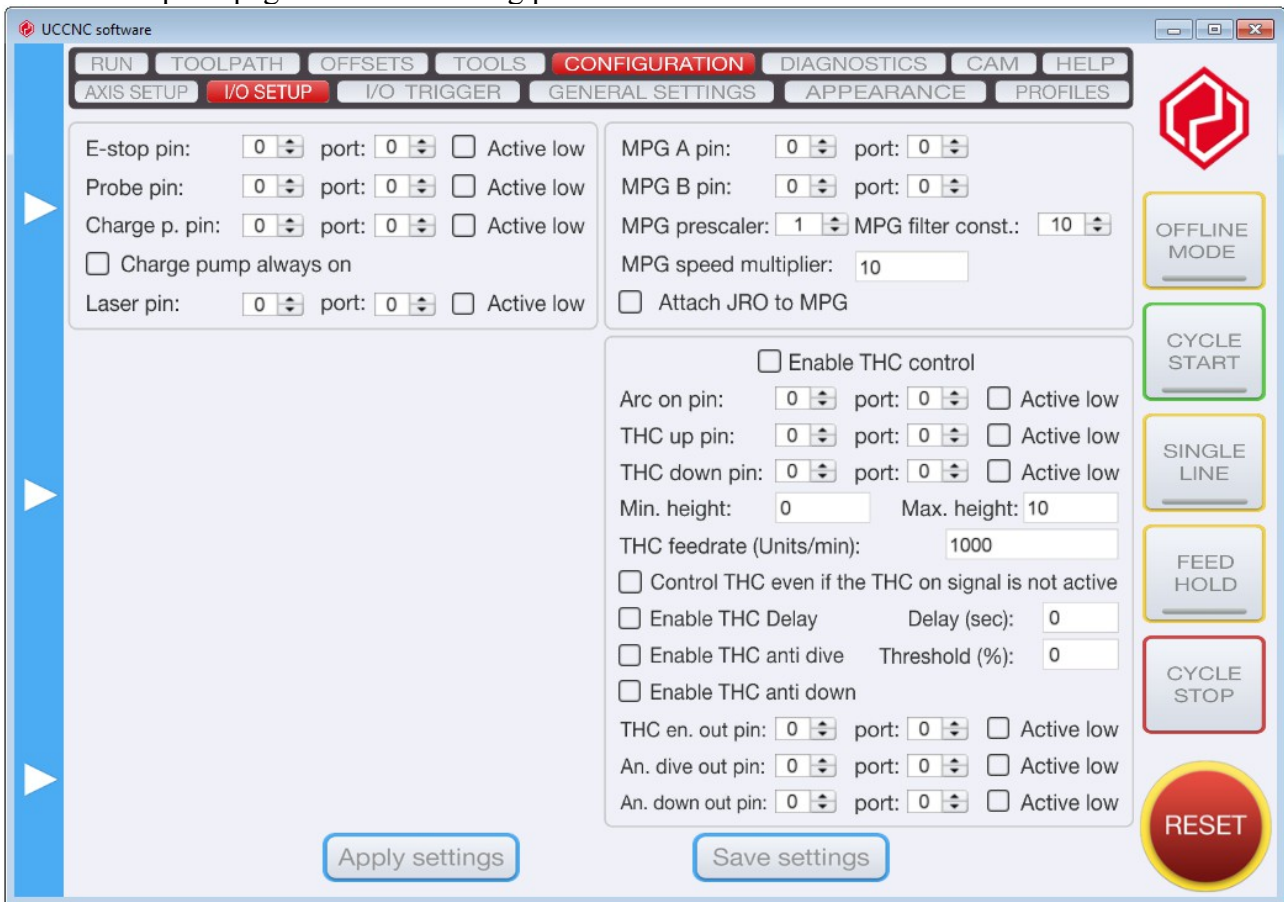 UCCNC software
RUN TOOLPATH OFFSETS TOOLS CONFIGURATION DIAGNOSTICS CAM HELP
AXIS SETUP I/O SETUP I/O TRIGGER GENERAL SETTINGS APPEARANCE PROFILES
E-stop pin: 0 port: 0 Active low
Probe pin: 0 port: 0 Active low
Charge p. pin: 0 port: 0 Active low
Charge pump always on
Laser pin: 0 port: 0 Active low
MPG A pin: 0 port: 0
MPG B pin: 0 port: 0
MPG prescaler: 1 MPG filter const.: 10
MPG speed multiplier: 10
Attach JRO to MPG
Enable THC control
Arc on pin: 0 port: 0 Active low
THC up pin: 0 port: 0 Active low
THC down pin: 0 port: 0 Active low
Min. height: 0 Max. height: 10
THC feedrate (Units/min): 1000
Control THC even if the THC on signal is not active
Enable THC Delay Delay (sec): 0
Enable THC anti dive Threshold (%): 0
Enable THC anti down
THC en. out pin: 0 port: 0 Active low
An. dive out pin: 0 port: 0 Active low
An. down out pin: 0 port: 0 Active low
Apply settings Save settings
OFFLINE
MODE
CYCLE
START
SINGLE
LINE
FEED
HOLD
CYCLE
STOP
RESET